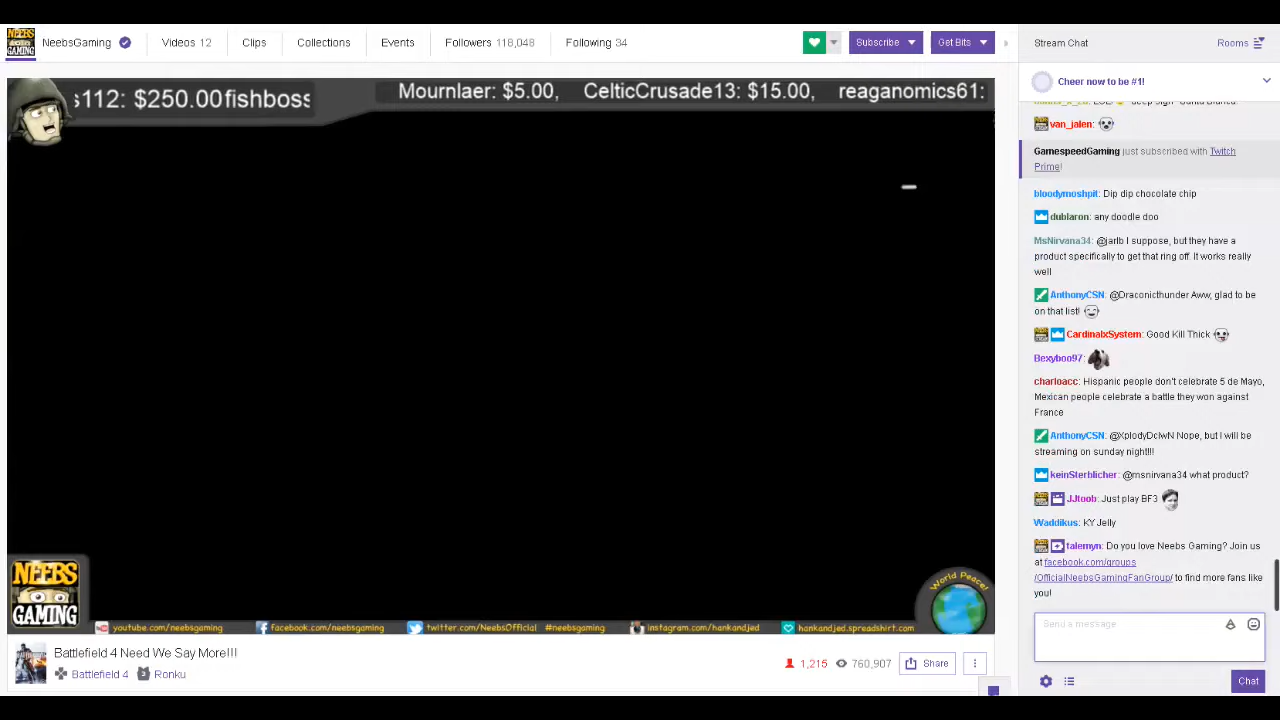 NeebsGaming
Videos 12
Clips
Collections
Events
Followers 118,048
Following 34
Subscribe
Get Bits
Stream Chat
Rooms
Cheer now to be #1!
s112: $250.00fishboss
Mournlaer: $5.00, CelticCrusade13: $15.00, reaganomics61:
van_jalen:
GamespeedGaming just subscribed with Twitch
Prime!
bloodymoshpit: Dip dip chocolate chip
dublaron: any doodle doo
MsNirvana34: @jarlb I suppose, but they have a
product specifically to get that ring off. It works really
well
AnthonyCSN: @Draconicthunder Aww, glad to be
on that list!
CardinalxSystem: Good Kill Thick
Bexyboo97:
charloacc: Hispanic people don't celebrate 5 de Mayo,
Mexican people celebrate a battle they won against
France
AnthonyCSN: @XplodyDclwN Nope, but I will be
streaming on sunday night!!!
keinSterblicher: @msnirvana34 what product?
JJtoob: Just play BF3
Waddikus: KY Jelly
talemyn: Do you love Neebs Gaming? Join us
at facebook.com/groups
/OfficialNeebsGamingFanGroup/ to find more fans like
you!
Send a message
Chat
NEEBS
GAMING
World Peace!
youtube.com/neebsgaming
facebook.com/neebsgaming
twitter.com/NeebsOfficial #neebsgaming
instagram.com/hankandjed
hankandjed.spreadshirt.com
Battlefield 4 Need We Say More!!!
Battlefield 4
Ronku
1,215
760,907
Share